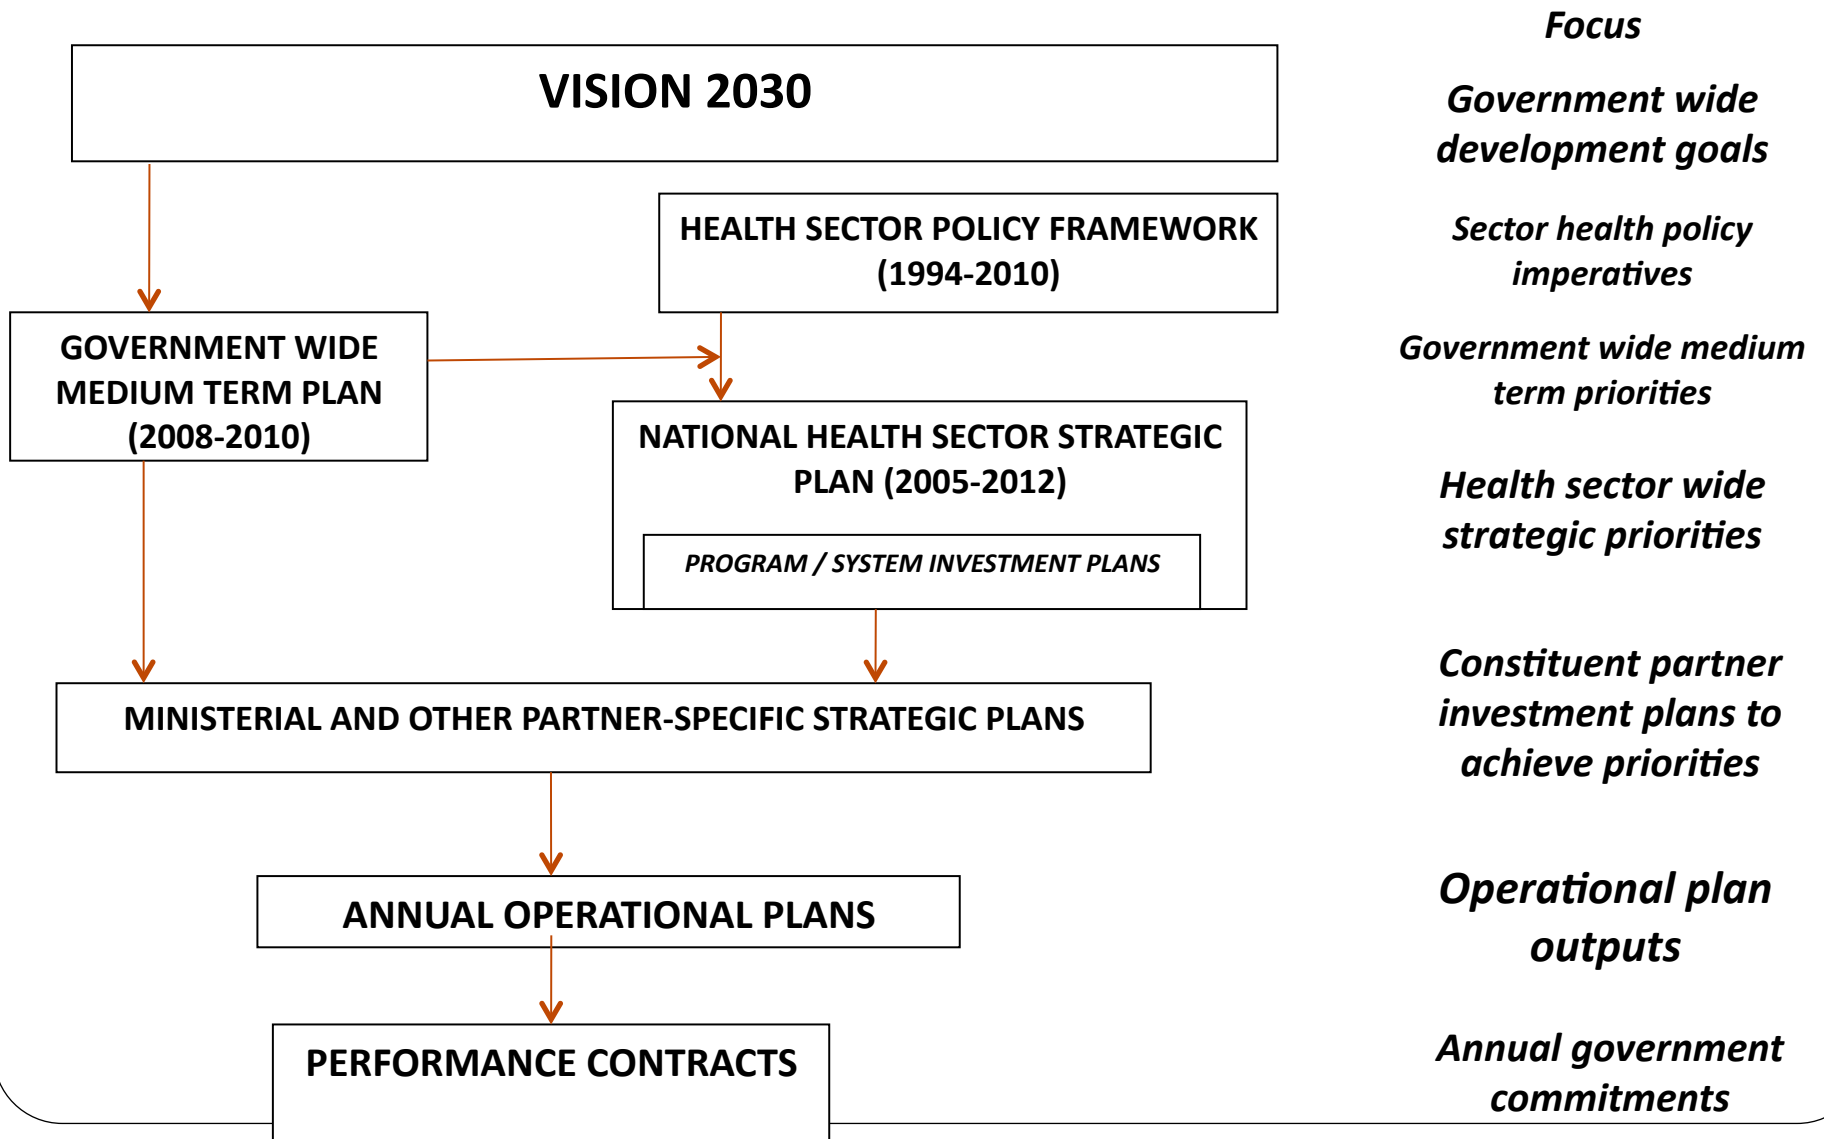 Focus
VISION 2030
Government wide
development goals
HEALTH SECTOR POLICY FRAMEWORK
(1994-2010)
Sector health policy
imperatives
GOVERNMENT WIDE
MEDIUM TERM PLAN
(2008-2010)
Government wide medium
term priorities
NATIONAL HEALTH SECTOR STRATEGIC
PLAN (2005-2012)
PROGRAM / SYSTEM INVESTMENT PLANS
Health sector wide
strategic priorities
MINISTERIAL AND OTHER PARTNER-SPECIFIC STRATEGIC PLANS
Constituent partner
investment plans to
achieve priorities
ANNUAL OPERATIONAL PLANS
Operational plan
outputs
PERFORMANCE CONTRACTS
Annual government
commitments